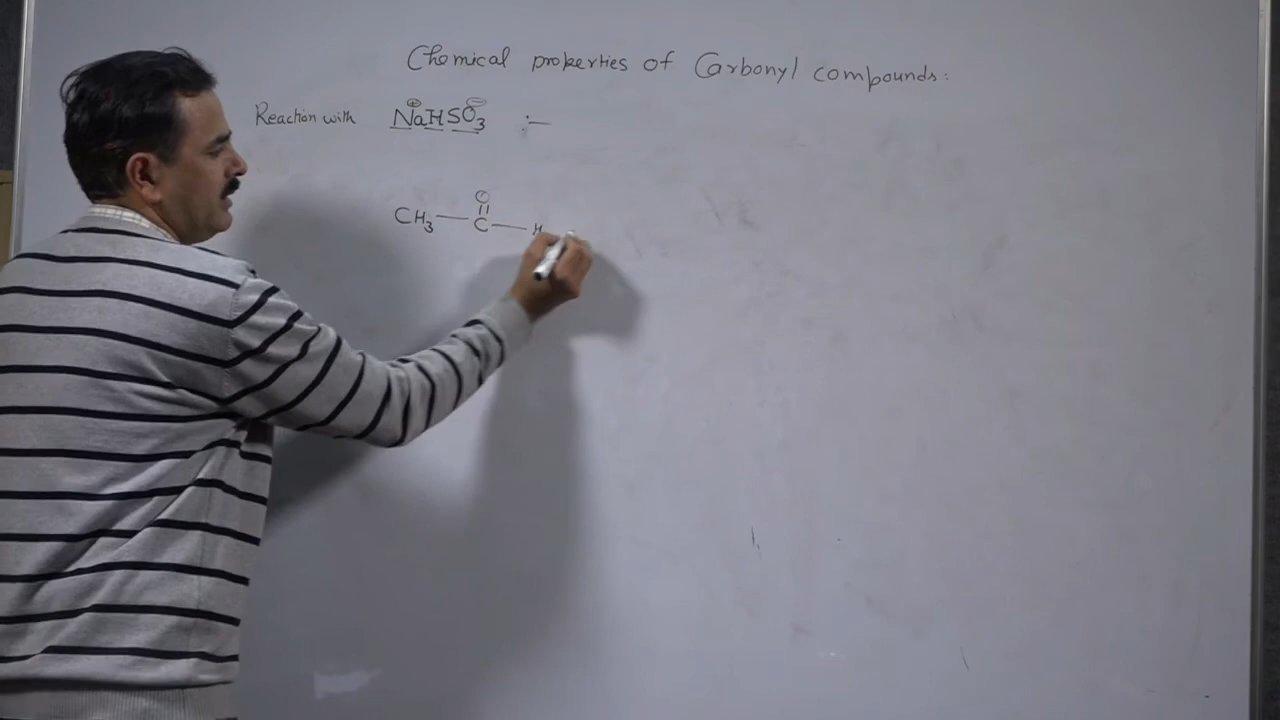 Chemical properties of Carbonyl compounds:
Reaction with NaHSO₃ :—
⊕ ⊖
O
||
CH₃ — C — H